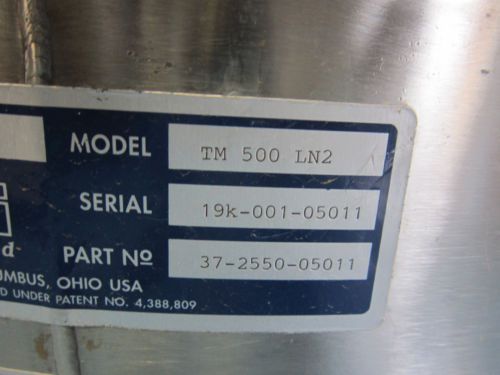 MODEL TM 500 LN2
SERIAL 19k-001-05011
PART Nº 37-2550-05011
OHIO USA
UNDER PATENT NO. 4,388,809